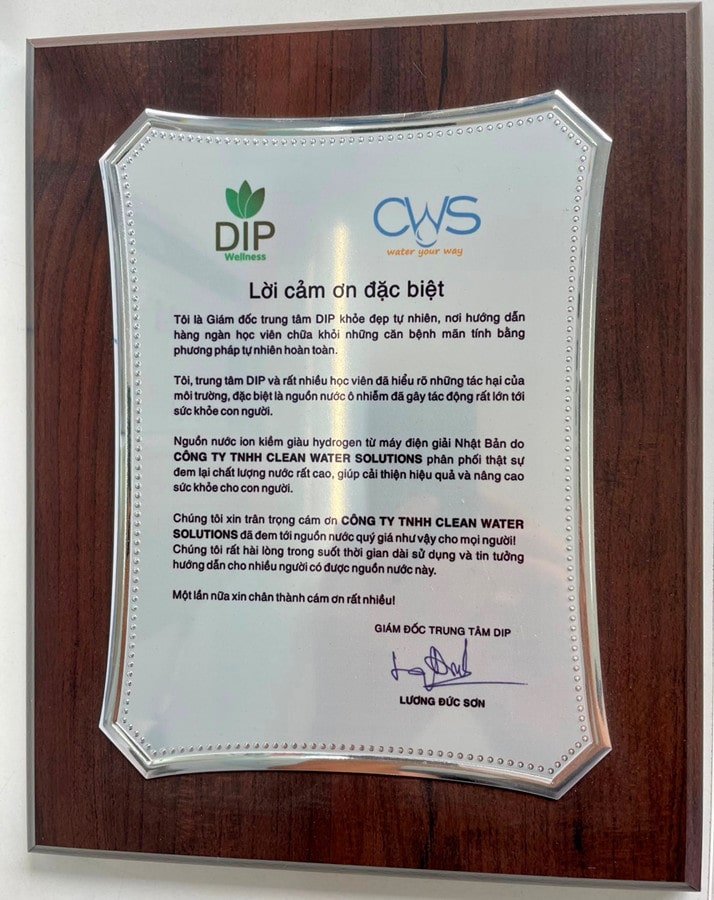 DIP
Wellness
CWS
water your way
Lời cảm ơn đặc biệt
Tôi là Giám đốc trung tâm DIP khỏe đẹp tự nhiên, nơi hướng dẫn
hàng ngàn học viên chữa khỏi những căn bệnh mãn tính bằng
phương pháp tự nhiên hoàn toàn.
Tôi, trung tâm DIP và rất nhiều học viên đã hiểu rõ những tác hại của
môi trường, đặc biệt là nguồn nước ô nhiễm đã gây tác động rất lớn tới
sức khỏe con người.
Nguồn nước ion kiềm giàu hydrogen từ máy điện giải Nhật Bản do
CÔNG TY TNHH CLEAN WATER SOLUTIONS phân phối thật sự
đem lại chất lượng nước rất cao, giúp cải thiện hiệu quả và nâng cao
sức khỏe cho con người.
Chúng tôi xin trân trọng cám ơn CÔNG TY TNHH CLEAN WATER
SOLUTIONS đã đem tới nguồn nước quý giá như vậy cho mọi người!
Chúng tôi rất hài lòng trong suốt thời gian dài sử dụng và tin tưởng
hướng dẫn cho nhiều người có được nguồn nước này.
Một lần nữa xin chân thành cám ơn rất nhiều!
GIÁM ĐỐC TRUNG TÂM DIP
LƯƠNG ĐỨC SƠN